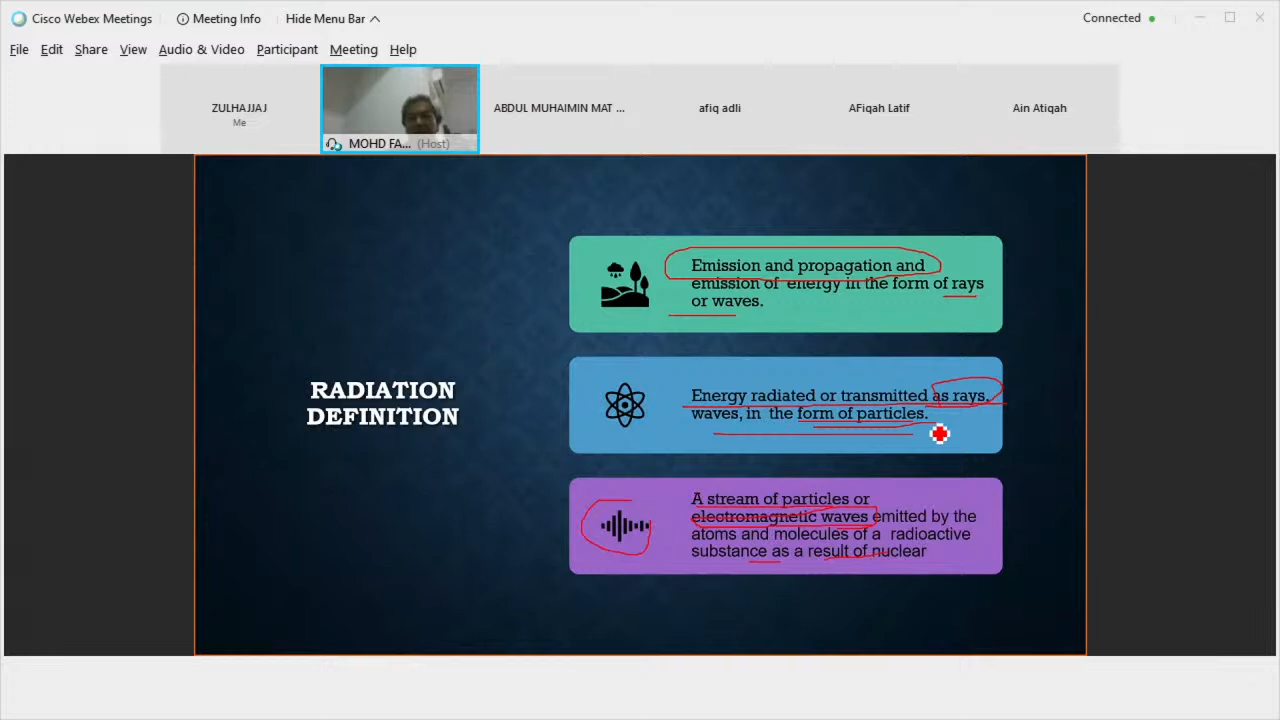 Cisco Webex Meetings
Meeting Info
Hide Menu Bar
Connected
File Edit Share View Audio & Video Participant Meeting Help
ZULHAJJAJ
Me
MOHD FA... (Host)
ABDUL MUHAIMIN MAT ...
afiq adli
AFiqah Latif
Ain Atiqah
RADIATION
DEFINITION
Emission and propagation and
emission of energy in the form of rays
or waves.
Energy radiated or transmitted as rays,
waves, in the form of particles.
A stream of particles or
electromagnetic waves emitted by the
atoms and molecules of a radioactive
substance as a result of nuclear